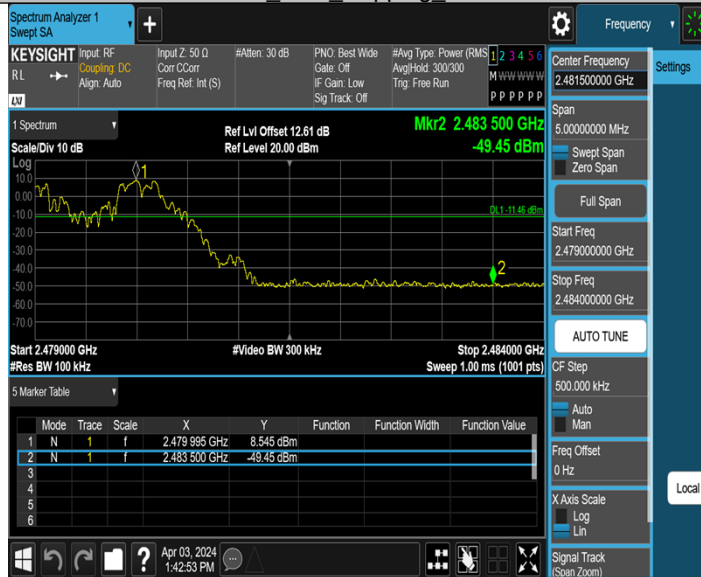 Spectrum Analyzer 1
Swept SA
+
Frequency
KEYSIGHT
RL
LXI
Input: RF
Coupling: DC
Align: Auto
Input Z: 50 Ω
Corr CCorr
Freq Ref: Int (S)
#Atten: 30 dB
PNO: Best Wide
Gate: Off
IF Gain: Low
Sig Track: Off
#Avg Type: Power (RMS
Avg|Hold: 300/300
Trig: Free Run
1 2 3 4 5 6
M W W W W W
P P P P P P
Center Frequency
2.481500000 GHz
Settings
1 Spectrum
Scale/Div 10 dB
Ref Lvl Offset 12.61 dB
Ref Level 20.00 dBm
Mkr2 2.483 500 GHz
-49.45 dBm
Log
10.0
0.00
-10.0
-20.0
-30.0
-40.0
-50.0
-60.0
-70.0
1
DL1 -11.46 dBm
2
Start 2.479000 GHz
#Res BW 100 kHz
#Video BW 300 kHz
Stop 2.484000 GHz
Sweep 1.00 ms (1001 pts)
Span
5.00000000 MHz
Swept Span
Zero Span
Full Span
Start Freq
2.479000000 GHz
Stop Freq
2.484000000 GHz
AUTO TUNE
CF Step
500.000 kHz
Auto
Man
Freq Offset
0 Hz
X Axis Scale
Log
Lin
Signal Track
(Span Zoom)
Local
5 Marker Table
Mode Trace Scale X Y Function Function Width Function Value
1 N 1 f 2.479 995 GHz 8.545 dBm
2 N 1 f 2.483 500 GHz -49.45 dBm
3
4
5
6
?
Apr 03, 2024
1:42:53 PM